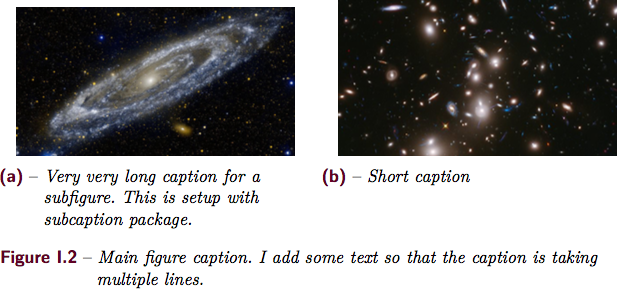 (a) – Very very long caption for a
subfigure. This is setup with
subcaption package.
(b) – Short caption
Figure I.2 – Main figure caption. I add some text so that the caption is taking
multiple lines.